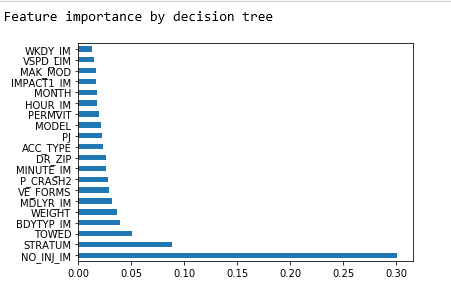 Feature importance by decision tree
WKDY_IM
VSPD_LIM
MAK_MOD
IMPACT1_IM
MONTH
HOUR_IM
PERMVIT
MODEL
PJ
ACC_TYPE
DR_ZIP
MINUTE_IM
P_CRASH2
VE_FORMS
MDLYR_IM
WEIGHT
BDYTYP_IM
TOWED
STRATUM
NO_INJ_IM
0.00 0.05 0.10 0.15 0.20 0.25 0.30